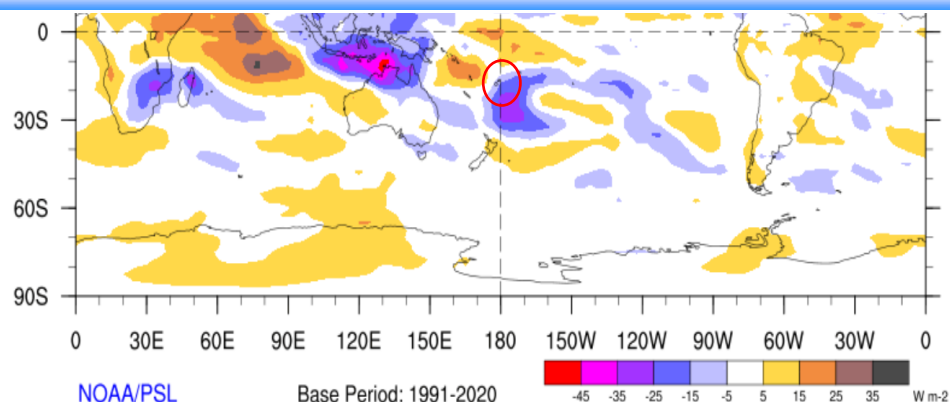 0
30S
60S
90S
0 30E 60E 90E 120E 150E 180 150W 120W 90W 60W 30W 0
NOAA/PSL Base Period: 1991-2020
-45 -35 -25 -15 -5 5 15 25 35 W m-2